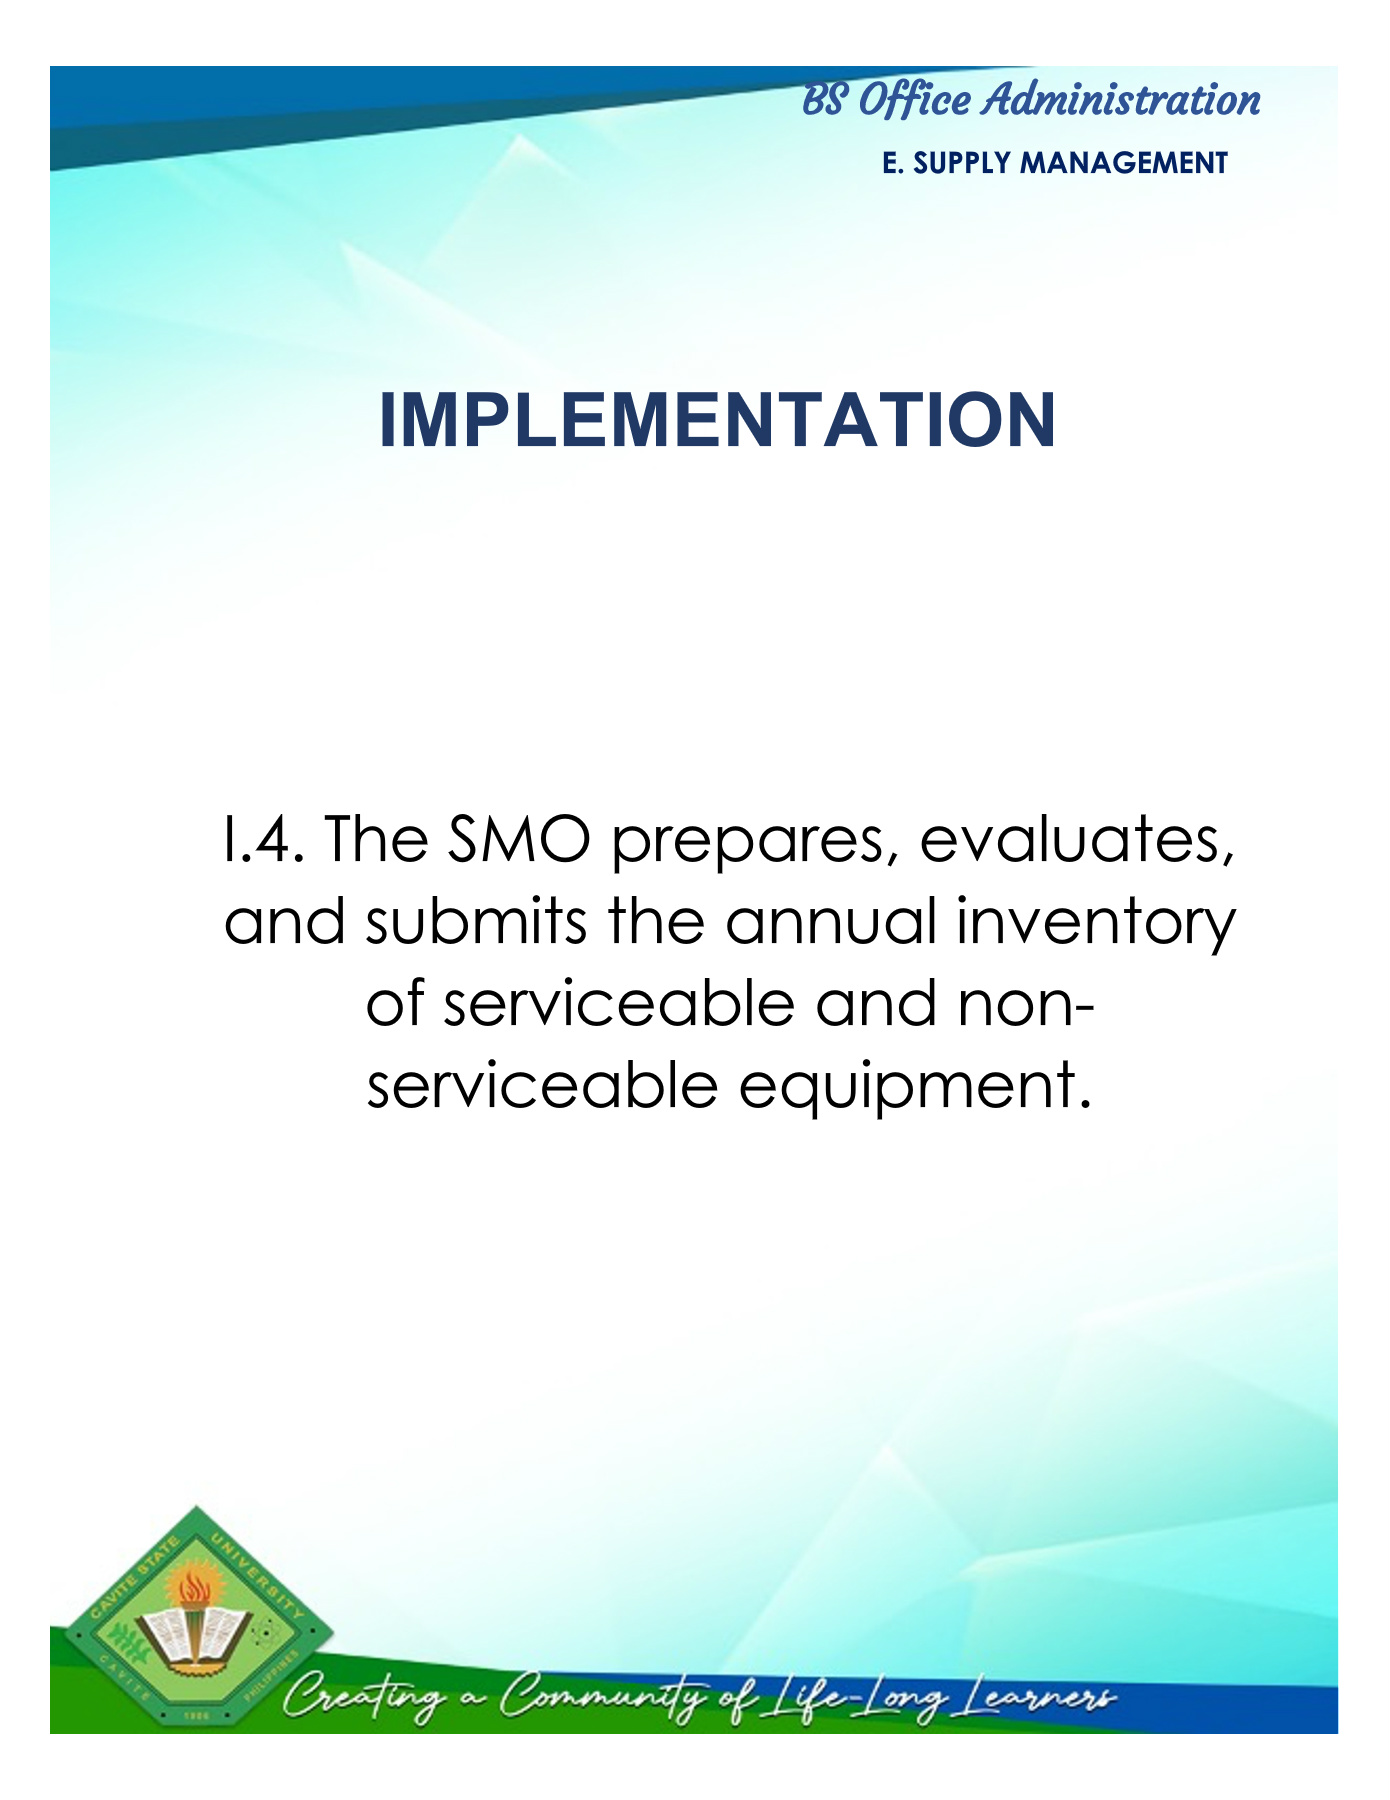 BS Office Administration
E. SUPPLY MANAGEMENT
IMPLEMENTATION
I.4. The SMO prepares, evaluates,
and submits the annual inventory
of serviceable and non-
serviceable equipment.
CAVITE STATE UNIVERSITY
CAVITE PHILIPPINES
1906
Creating a Community of Life-Long Learners